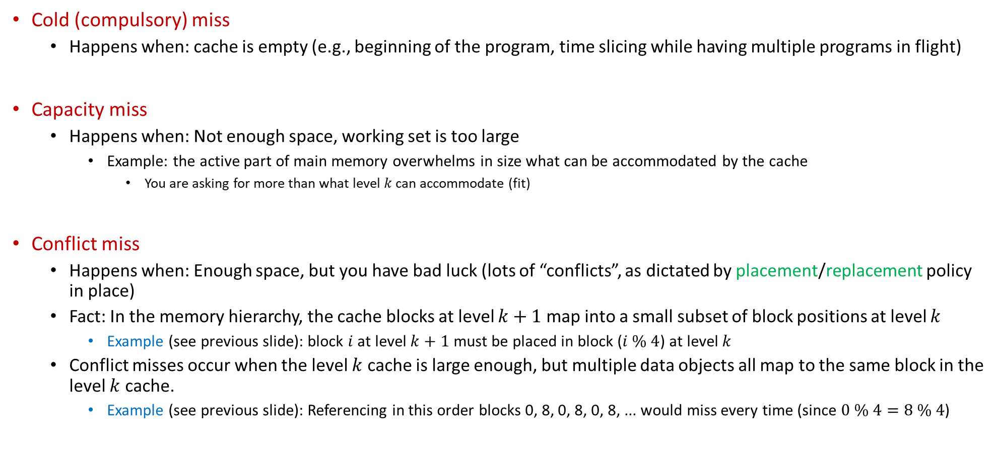 • Cold (compulsory) miss
• Happens when: cache is empty (e.g., beginning of the program, time slicing while having multiple programs in flight)
• Capacity miss
• Happens when: Not enough space, working set is too large
• Example: the active part of main memory overwhelms in size what can be accommodated by the cache
• You are asking for more than what level k can accommodate (fit)
• Conflict miss
• Happens when: Enough space, but you have bad luck (lots of “conflicts”, as dictated by placement/replacement policy
in place)
• Fact: In the memory hierarchy, the cache blocks at level k + 1 map into a small subset of block positions at level k
• Example (see previous slide): block i at level k + 1 must be placed in block (i % 4) at level k
• Conflict misses occur when the level k cache is large enough, but multiple data objects all map to the same block in the
level k cache.
• Example (see previous slide): Referencing in this order blocks 0, 8, 0, 8, 0, 8, ... would miss every time (since 0 % 4 = 8 % 4)